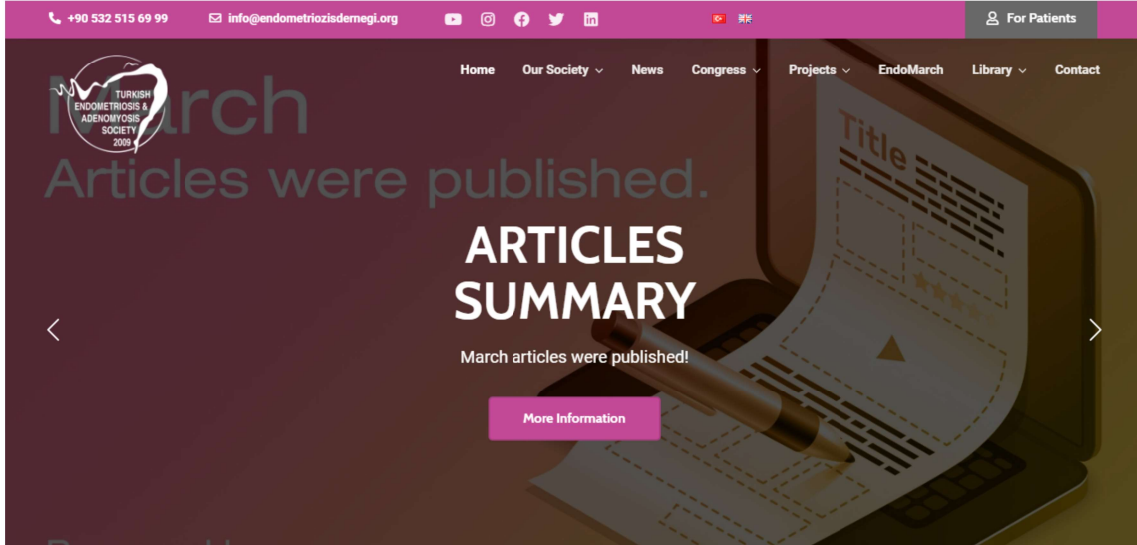 +90 532 515 69 99
info@endometriozisdernegi.org
For Patients
Home
Our Society
News
Congress
Projects
EndoMarch
Library
Contact
TURKISH
ENDOMETRIOSIS &
ADENOMYOSIS
SOCIETY
2009
March
Articles were published.
Title
ARTICLES
SUMMARY
March articles were published!
More Information